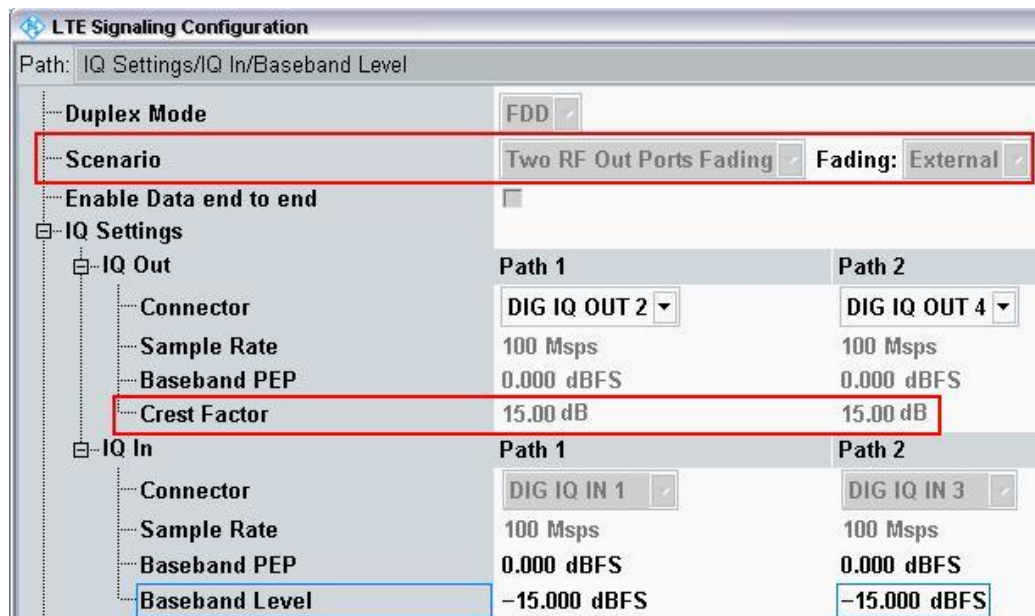 LTE Signaling Configuration
Path: IQ Settings/IQ In/Baseband Level
Duplex Mode FDD
Scenario Two RF Out Ports Fading Fading: External
Enable Data end to end
IQ Settings
IQ Out Path 1 Path 2
Connector DIG IQ OUT 2 DIG IQ OUT 4
Sample Rate 100 Msps 100 Msps
Baseband PEP 0.000 dBFS 0.000 dBFS
Crest Factor 15.00 dB 15.00 dB
IQ In Path 1 Path 2
Connector DIG IQ IN 1 DIG IQ IN 3
Sample Rate 100 Msps 100 Msps
Baseband PEP 0.000 dBFS 0.000 dBFS
Baseband Level −15.000 dBFS −15.000 dBFS